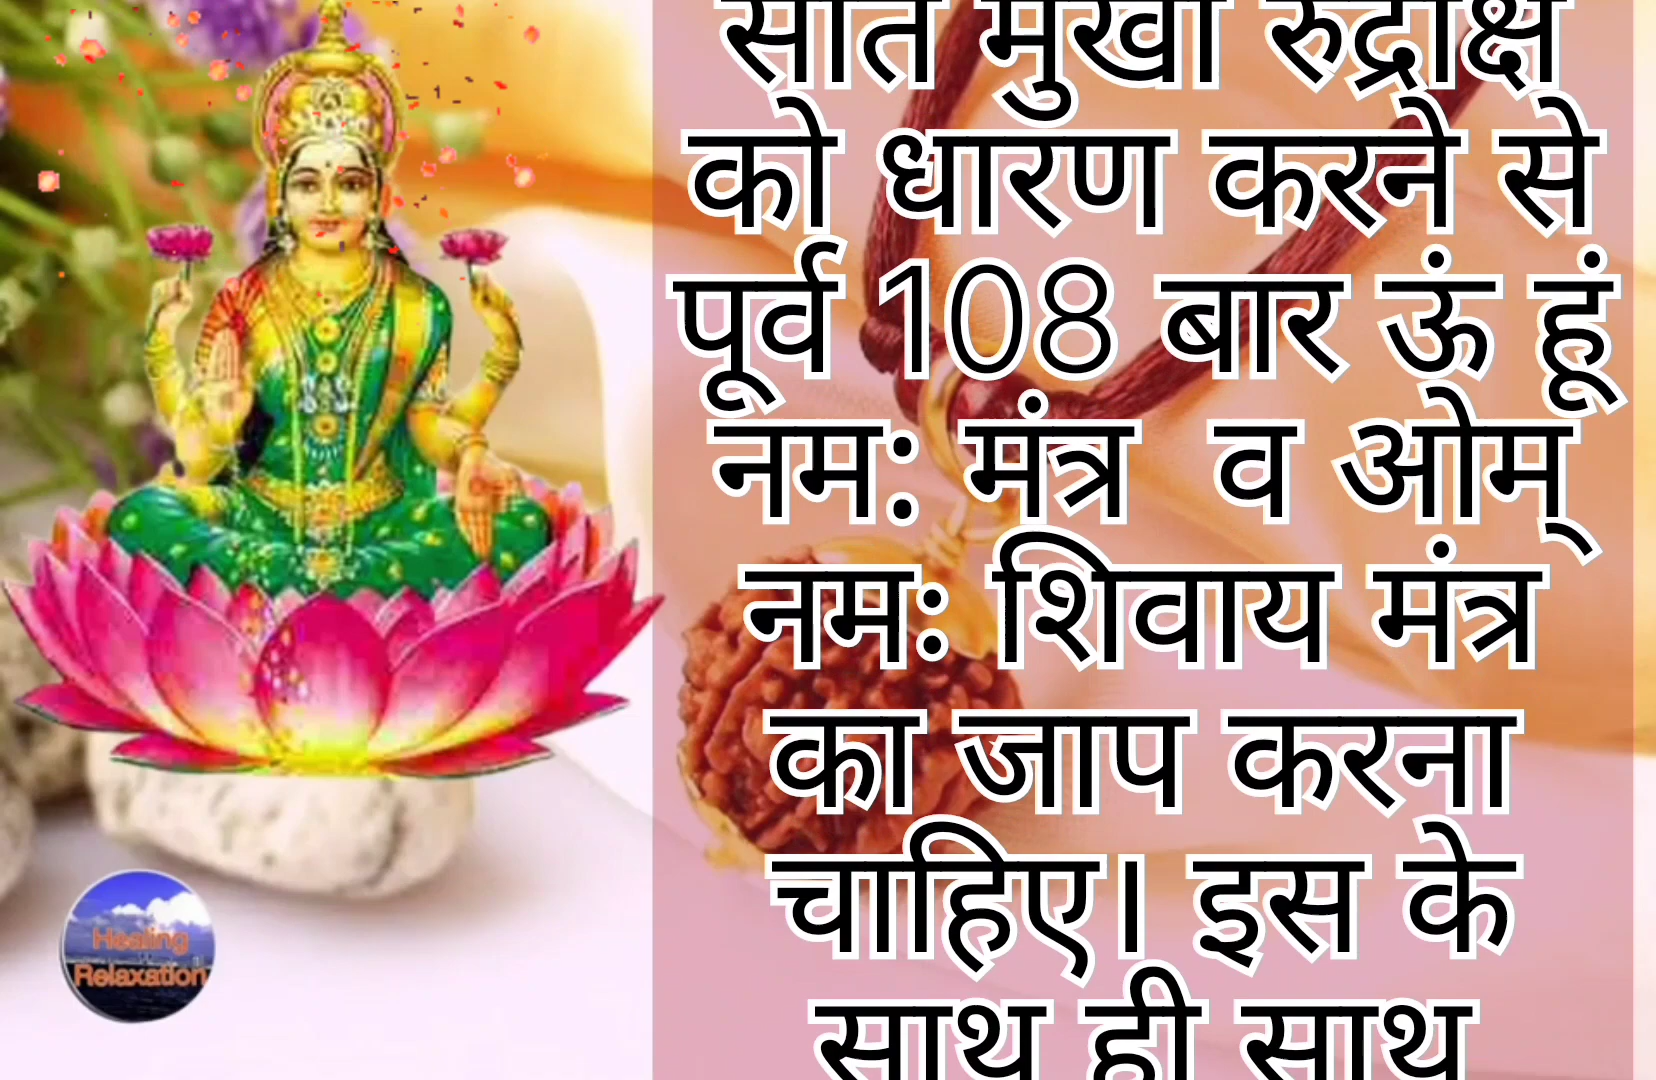 सात मुखी रुद्राक्ष
को धारण करने से
पूर्व 108 बार ऊं हूं
नम: मंत्र व ओम्
नम: शिवाय मंत्र
का जाप करना
चाहिए। इस के
साथ ही साथ
Healing
Relaxation